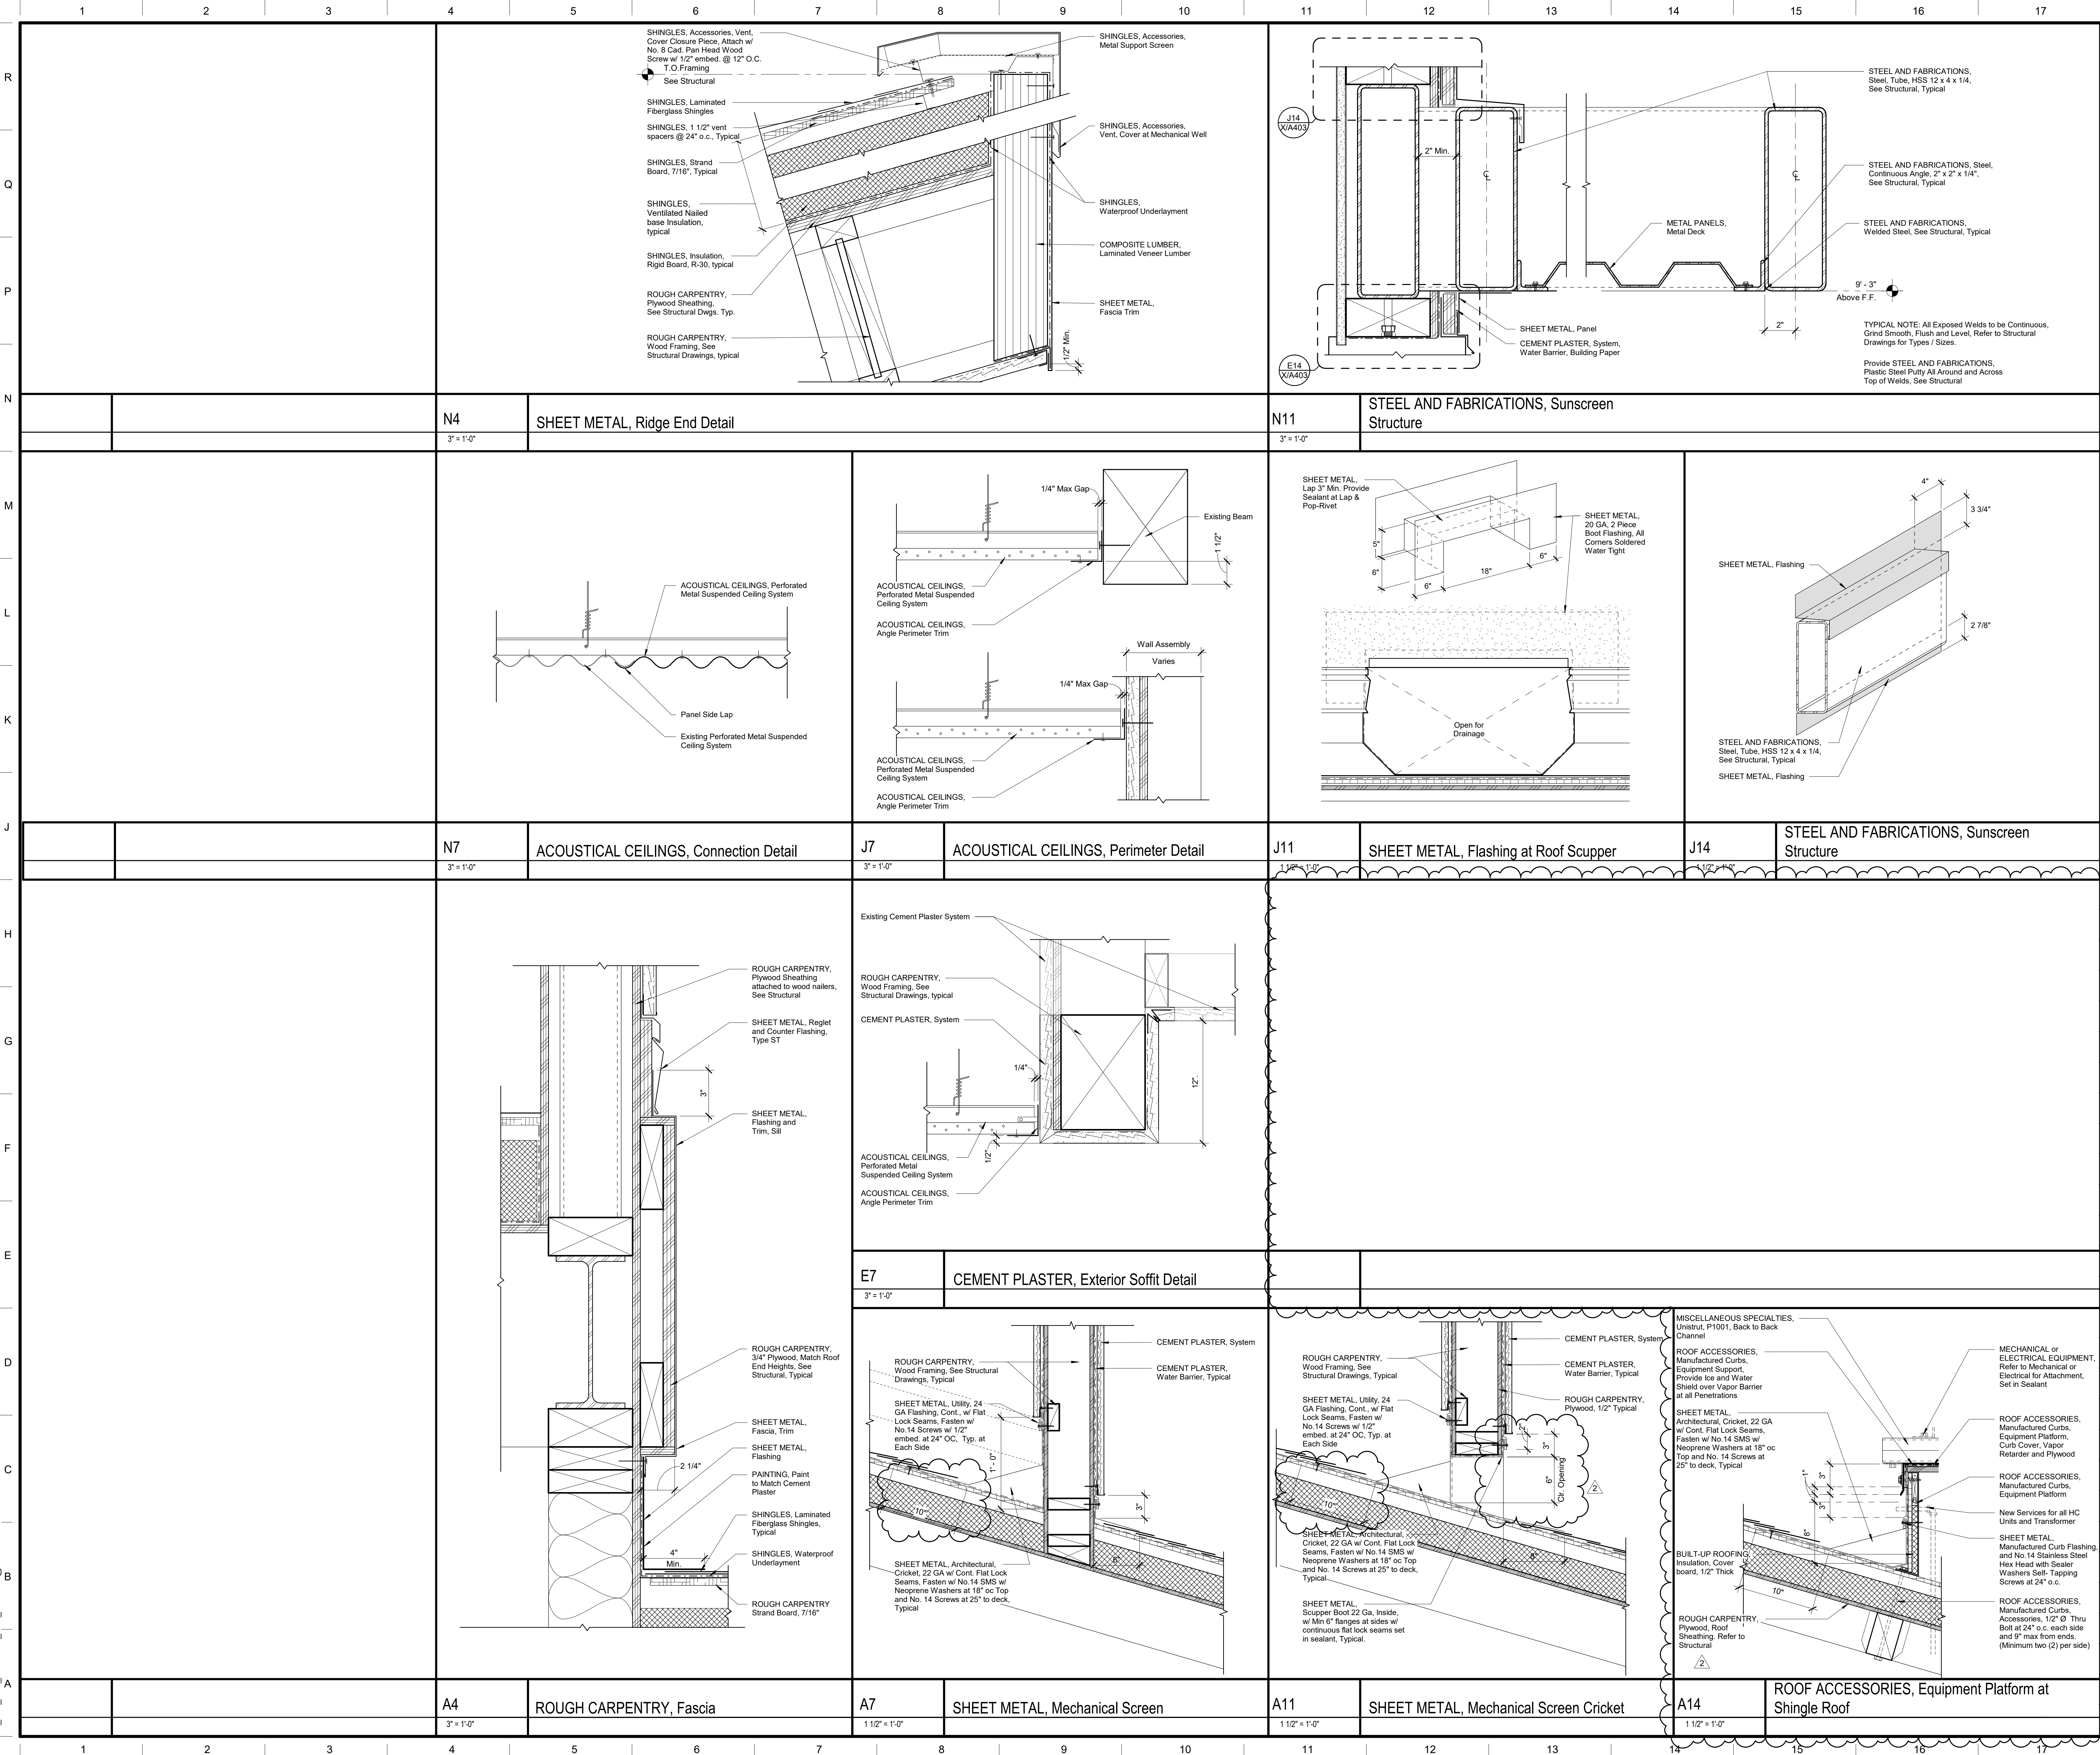 1 2 3 4 5 6 7 8 9 10 11 12 13 14 15 16 17
R
Q
P
N
M
L
K
J
H
G
F
E
D
C
B
A
SHINGLES, Accessories, Vent,
Cover Closure Piece, Attach w/
No. 8 Cad. Pan Head Wood
Screw w/ 1/2" embed. @ 12" O.C.
T.O.Framing
See Structural
SHINGLES, Laminated
Fiberglass Shingles
SHINGLES, 1 1/2" vent
spacers @ 24" o.c., Typical
SHINGLES, Strand
Board, 7/16", Typical
SHINGLES,
Ventilated Nailed
base Insulation,
typical
SHINGLES, Insulation,
Rigid Board, R-30, typical
ROUGH CARPENTRY,
Plywood Sheathing,
See Structural Dwgs. Typ.
ROUGH CARPENTRY,
Wood Framing, See
Structural Drawings, typical
SHINGLES, Accessories,
Metal Support Screen
SHINGLES, Accessories,
Vent, Cover at Mechanical Well
SHINGLES,
Waterproof Underlayment
COMPOSITE LUMBER,
Laminated Veneer Lumber
SHEET METAL,
Fascia Trim
1/2" Min.
N4
SHEET METAL, Ridge End Detail
3" = 1'-0"
J14
X/A403
E14
X/A403
2" Min.
℄
℄
STEEL AND FABRICATIONS,
Steel, Tube, HSS 12 x 4 x 1/4,
See Structural, Typical
STEEL AND FABRICATIONS, Steel,
Continuous Angle, 2" x 2" x 1/4",
See Structural, Typical
METAL PANELS,
Metal Deck
STEEL AND FABRICATIONS,
Welded Steel, See Structural, Typical
9' - 3"
Above F.F.
2"
SHEET METAL, Panel
CEMENT PLASTER, System,
Water Barrier, Building Paper
TYPICAL NOTE: All Exposed Welds to be Continuous,
Grind Smooth, Flush and Level, Refer to Structural
Drawings for Types / Sizes.
Provide STEEL AND FABRICATIONS,
Plastic Steel Putty All Around and Across
Top of Welds, See Structural
N11
STEEL AND FABRICATIONS, Sunscreen
Structure
3" = 1'-0"
ACOUSTICAL CEILINGS, Perforated
Metal Suspended Ceiling System
Panel Side Lap
Existing Perforated Metal Suspended
Ceiling System
N7
ACOUSTICAL CEILINGS, Connection Detail
3" = 1'-0"
1/4" Max Gap
Existing Beam
1 1/2"
ACOUSTICAL CEILINGS,
Perforated Metal Suspended
Ceiling System
ACOUSTICAL CEILINGS,
Angle Perimeter Trim
Wall Assembly
Varies
1/4" Max Gap
ACOUSTICAL CEILINGS,
Perforated Metal Suspended
Ceiling System
ACOUSTICAL CEILINGS,
Angle Perimeter Trim
J7
ACOUSTICAL CEILINGS, Perimeter Detail
3" = 1'-0"
SHEET METAL,
Lap 3" Min. Provide
Sealant at Lap &
Pop-Rivet
SHEET METAL,
20 GA, 2 Piece
Boot Flashing, All
Corners Soldered
Water Tight
5"
6"
6"
18"
6"
Open for
Drainage
J11
SHEET METAL, Flashing at Roof Scupper
1 1/2" = 1'-0"
4"
3 3/4"
SHEET METAL, Flashing
2 7/8"
STEEL AND FABRICATIONS,
Steel, Tube, HSS 12 x 4 x 1/4,
See Structural, Typical
SHEET METAL, Flashing
J14
STEEL AND FABRICATIONS, Sunscreen
Structure
1 1/2" = 1'-0"
ROUGH CARPENTRY,
Plywood Sheathing
attached to wood nailers,
See Structural
SHEET METAL, Reglet
and Counter Flashing,
Type ST
3"
SHEET METAL,
Flashing and
Trim, Sill
ROUGH CARPENTRY,
3/4" Plywood, Match Roof
End Heights, See
Structural, Typical
SHEET METAL,
Fascia, Trim
SHEET METAL,
Flashing
2 1/4"
PAINTING, Paint
to Match Cement
Plaster
SHINGLES, Laminated
Fiberglass Shingles,
Typical
4"
Min.
SHINGLES, Waterproof
Underlayment
ROUGH CARPENTRY
Strand Board, 7/16"
A4
ROUGH CARPENTRY, Fascia
3" = 1'-0"
Existing Cement Plaster System
ROUGH CARPENTRY,
Wood Framing, See
Structural Drawings, typical
CEMENT PLASTER, System
1/4"
12"
1/2"
ACOUSTICAL CEILINGS,
Perforated Metal
Suspended Ceiling System
ACOUSTICAL CEILINGS,
Angle Perimeter Trim
E7
CEMENT PLASTER, Exterior Soffit Detail
3" = 1'-0"
CEMENT PLASTER, System
ROUGH CARPENTRY,
Wood Framing, See Structural
Drawings, Typical
CEMENT PLASTER,
Water Barrier, Typical
SHEET METAL, Utility, 24
GA Flashing, Cont., w/ Flat
Lock Seams, Fasten w/
No.14 Screws w/ 1/2"
embed. at 24" OC, Typ. at
Each Side
1' - 0"
10"
3"
6"
SHEET METAL, Architectural,
Cricket, 22 GA w/ Cont. Flat Lock
Seams, Fasten w/ No.14 SMS w/
Neoprene Washers at 18" oc Top
and No. 14 Screws at 25" to deck,
Typical
A7
SHEET METAL, Mechanical Screen
1 1/2" = 1'-0"
CEMENT PLASTER, System
ROUGH CARPENTRY,
Wood Framing, See
Structural Drawings, Typical
CEMENT PLASTER,
Water Barrier, Typical
SHEET METAL, Utility, 24
GA Flashing, Cont., w/ Flat
Lock Seams, Fasten w/
No.14 Screws w/ 1/2"
embed. at 24" OC, Typ. at
Each Side
ROUGH CARPENTRY,
Plywood, 1/2" Typical
2"
3"
6"
Clr. Opening
2
10"
8"
SHEET METAL, Architectural,
Cricket, 22 GA w/ Cont. Flat Lock
Seams, Fasten w/ No.14 SMS w/
Neoprene Washers at 18" oc Top
and No. 14 Screws at 25" to deck,
Typical
SHEET METAL,
Scupper Boot 22 Ga, Inside,
w/ Min 6" flanges at sides w/
continuous flat lock seams set
in sealant, Typical.
A11
SHEET METAL, Mechanical Screen Cricket
1 1/2" = 1'-0"
MISCELLANEOUS SPECIALTIES,
Unistrut, P1001, Back to Back
Channel
ROOF ACCESSORIES,
Manufactured Curbs,
Equipment Support,
Provide Ice and Water
Shield over Vapor Barrier
at all Penetrations
SHEET METAL,
Architectural, Cricket, 22 GA
w/ Cont. Flat Lock Seams,
Fasten w/ No.14 SMS w/
Neoprene Washers at 18" oc
Top and No. 14 Screws at
25" to deck, Typical
1"
3"
3"
6"
BUILT-UP ROOFING,
Insulation, Cover
board, 1/2" Thick
10"
ROUGH CARPENTRY,
Plywood, Roof
Sheathing. Refer to
Structural
2
MECHANICAL or
ELECTRICAL EQUIPMENT,
Refer to Mechanical or
Electrical for Attachment,
Set in Sealant
ROOF ACCESSORIES,
Manufactured Curbs,
Equipment Platform,
Curb Cover, Vapor
Retarder and Plywood
ROOF ACCESSORIES,
Manufactured Curbs,
Equipment Platform
New Services for all HC
Units and Transformer
SHEET METAL,
Manufactured Curb Flashing,
and No.14 Stainless Steel
Hex Head with Sealer
Washers Self- Tapping
Screws at 24" o.c.
ROOF ACCESSORIES,
Manufactured Curbs,
Accessories, 1/2" Ø Thru
Bolt at 24" o.c. each side
and 9" max from ends.
(Minimum two (2) per side)
A14
ROOF ACCESSORIES, Equipment Platform at
Shingle Roof
1 1/2" = 1'-0"
1 2 3 4 5 6 7 8 9 10 11 12 13 14 15 16 17